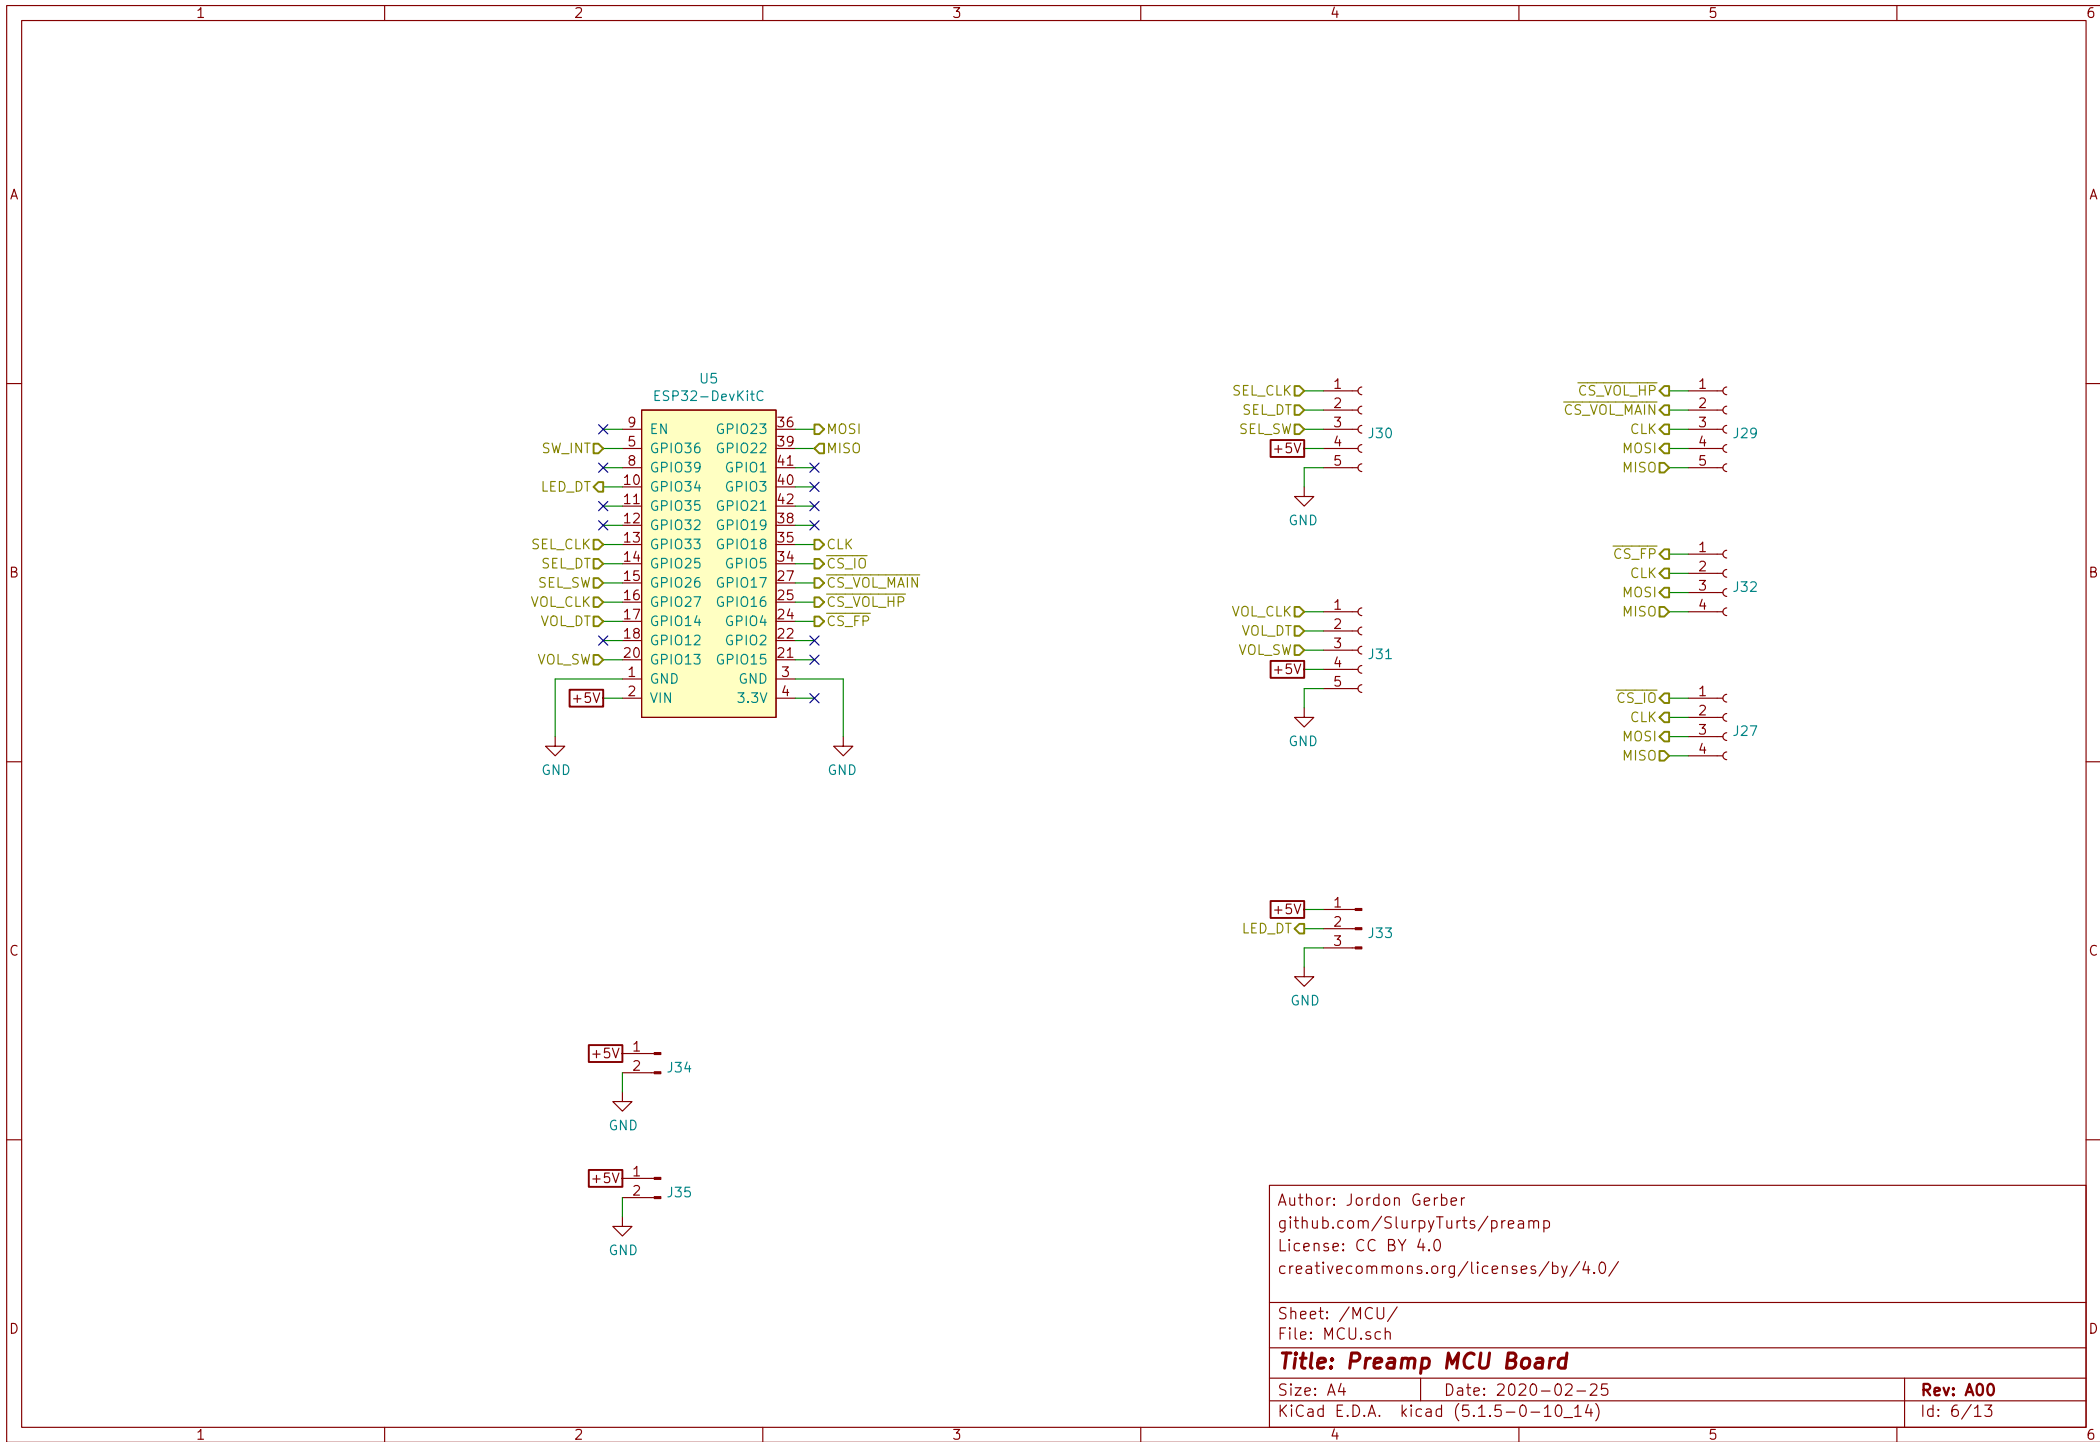 1 2 3 4 5 6
A A
B B
C C
D D
U5
ESP32-DevKitC
9 EN GPIO23 36 MOSI
SW_INT 5 GPIO36 GPIO22 39 MISO
8 GPIO39 GPIO1 41
LED_DT 10 GPIO34 GPIO3 40
11 GPIO35 GPIO21 42
12 GPIO32 GPIO19 38
SEL_CLK 13 GPIO33 GPIO18 35 CLK
SEL_DT 14 GPIO25 GPIO5 34 CS_IO
SEL_SW 15 GPIO26 GPIO17 27 CS_VOL_MAIN
VOL_CLK 16 GPIO27 GPIO16 25 CS_VOL_HP
VOL_DT 17 GPIO14 GPIO4 24 CS_FP
18 GPIO12 GPIO2 22
VOL_SW 20 GPIO13 GPIO15 21
1 GND GND 3
+5V 2 VIN 3.3V 4
GND GND
SEL_CLK 1
SEL_DT 2
SEL_SW 3
J30
+5V 4
5
GND
CS_VOL_HP 1
CS_VOL_MAIN 2
CLK 3
J29
MOSI 4
MISO 5
CS_FP 1
CLK 2
J32
MOSI 3
MISO 4
VOL_CLK 1
VOL_DT 2
VOL_SW 3
J31
+5V 4
5
GND
CS_IO 1
CLK 2
J27
MOSI 3
MISO 4
+5V 1
LED_DT 2
J33
3
GND
+5V 1
2
J34
GND
+5V 1
2
J35
GND
Author: Jordon Gerber
github.com/SlurpyTurts/preamp
License: CC BY 4.0
creativecommons.org/licenses/by/4.0/
Sheet: /MCU/
File: MCU.sch
Title: Preamp MCU Board
Size: A4 Date: 2020-02-25 Rev: A00
KiCad E.D.A. kicad (5.1.5-0-10_14) Id: 6/13
1 2 3 4 5 6